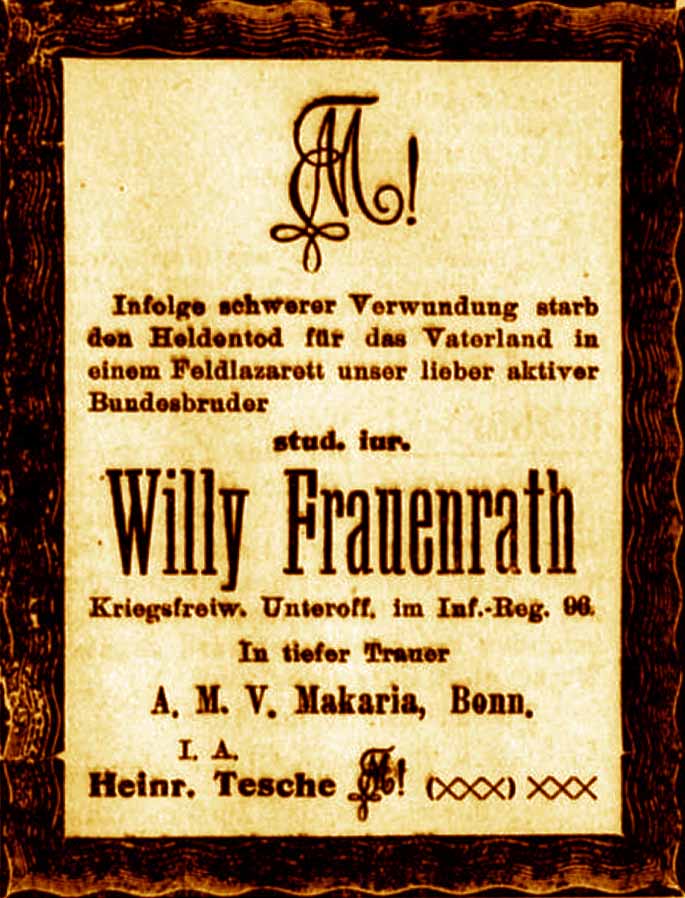 Infolge schwerer Verwundung starb
den Heldentod für das Vaterland in
einem Feldlazarett unser lieber aktiver
Bundesbruder
stud. iur.
Willy Frauenrath
Kriegsfreiw. Unteroff. im Inf.-Reg. 96.
In tiefer Trauer
A. M. V. Makaria, Bonn.
I. A.
Heinr. Tesche (XXX) XXX